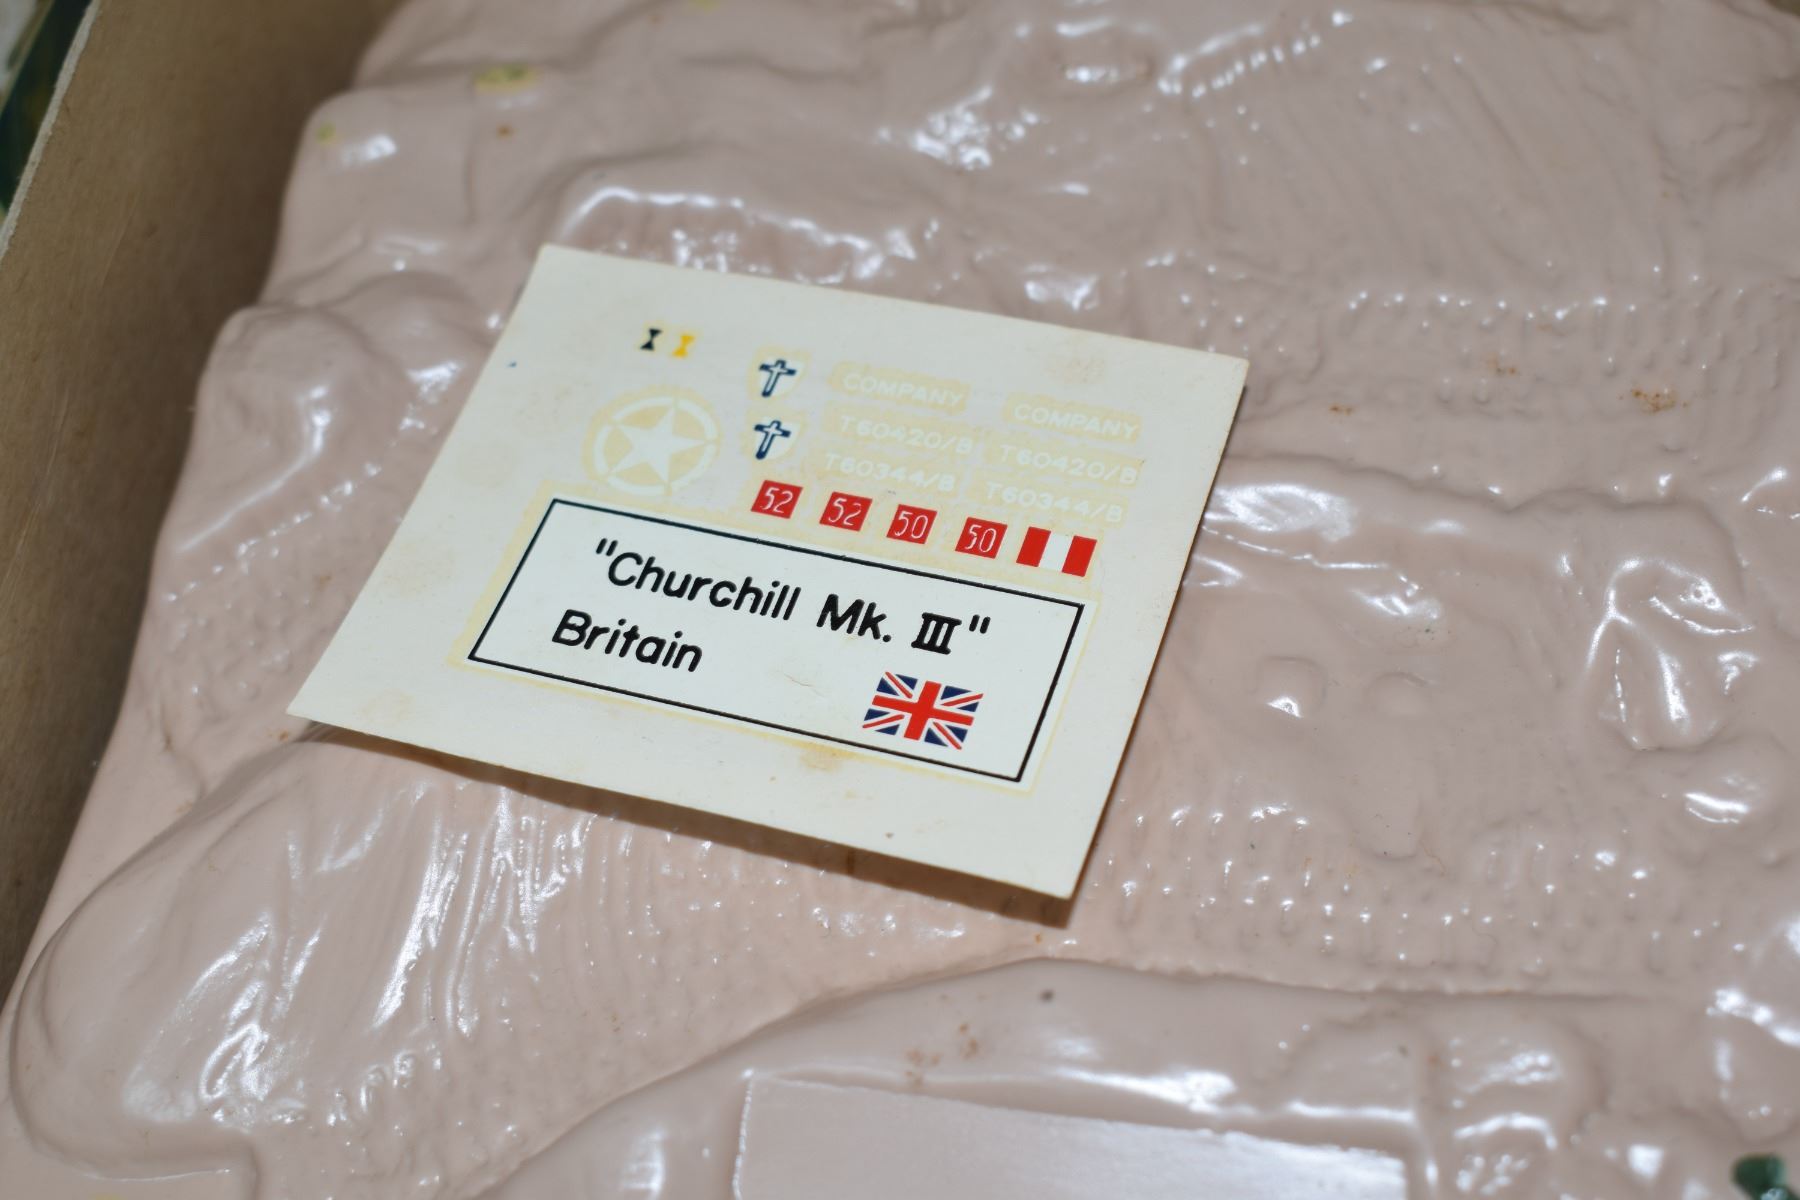 COMPANY COMPANY
T60420/B T60420/B
T60344/B T60344/B
52 52 50 50
"Churchill Mk. III"
Britain